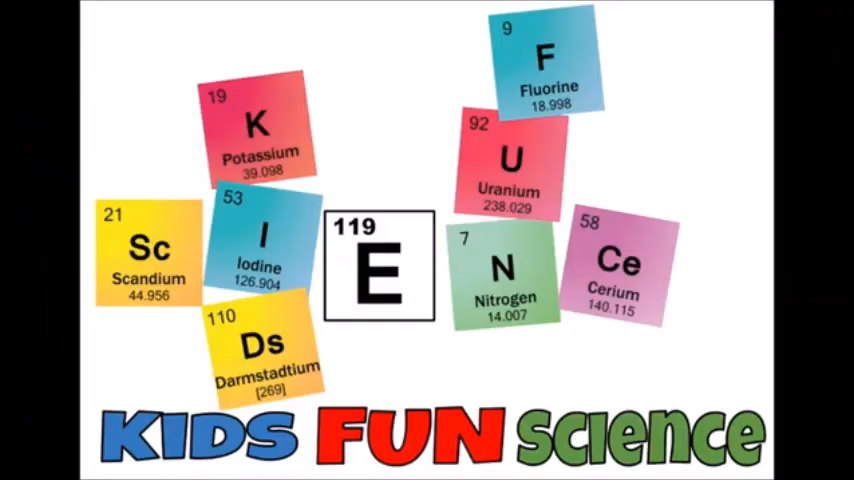 9
F
Fluorine
18.998
19
K
Potassium
39.098
92
U
Uranium
238.029
21
Sc
Scandium
44.956
53
I
Iodine
126.904
119
E
7
N
Nitrogen
14.007
58
Ce
Cerium
140.115
110
Ds
Darmstadtium
[269]
KIDS FUN SCIENCE